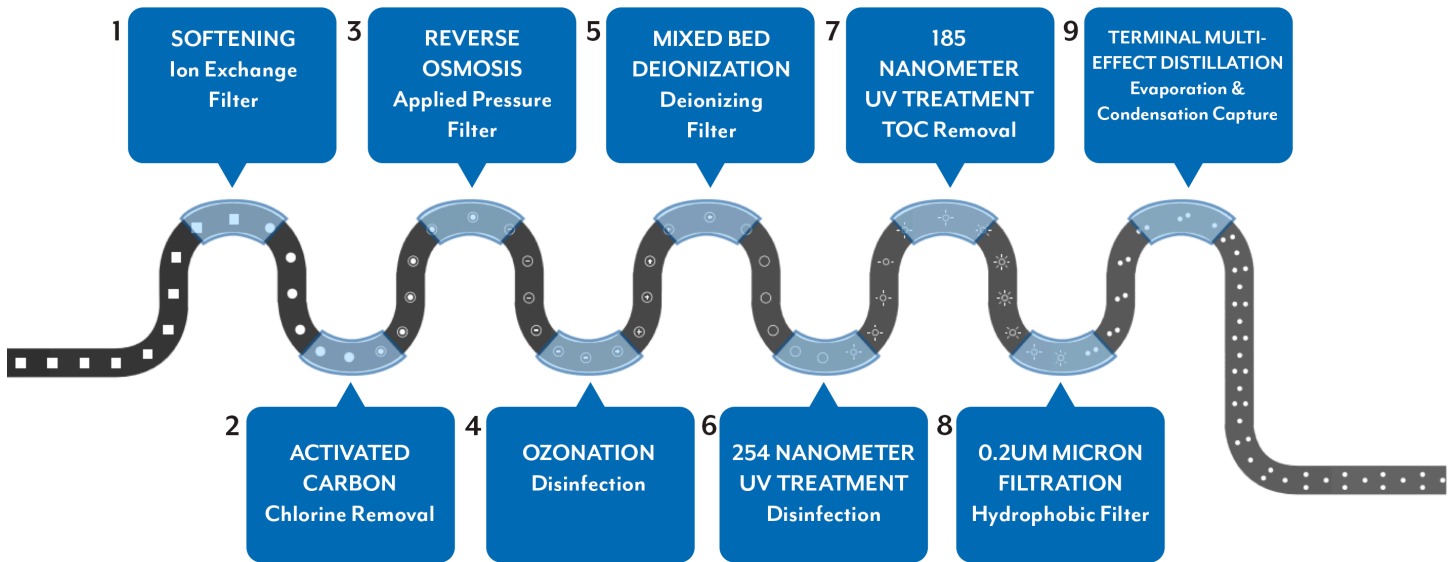 1
SOFTENING
Ion Exchange
Filter
2
ACTIVATED
CARBON
Chlorine Removal
3
REVERSE
OSMOSIS
Applied Pressure
Filter
4
OZONATION
Disinfection
5
MIXED BED
DEIONIZATION
Deionizing
Filter
6
254 NANOMETER
UV TREATMENT
Disinfection
7
185
NANOMETER
UV TREATMENT
TOC Removal
8
0.2UM MICRON
FILTRATION
Hydrophobic Filter
9
TERMINAL MULTI-
EFFECT DISTILLATION
Evaporation &
Condensation Capture